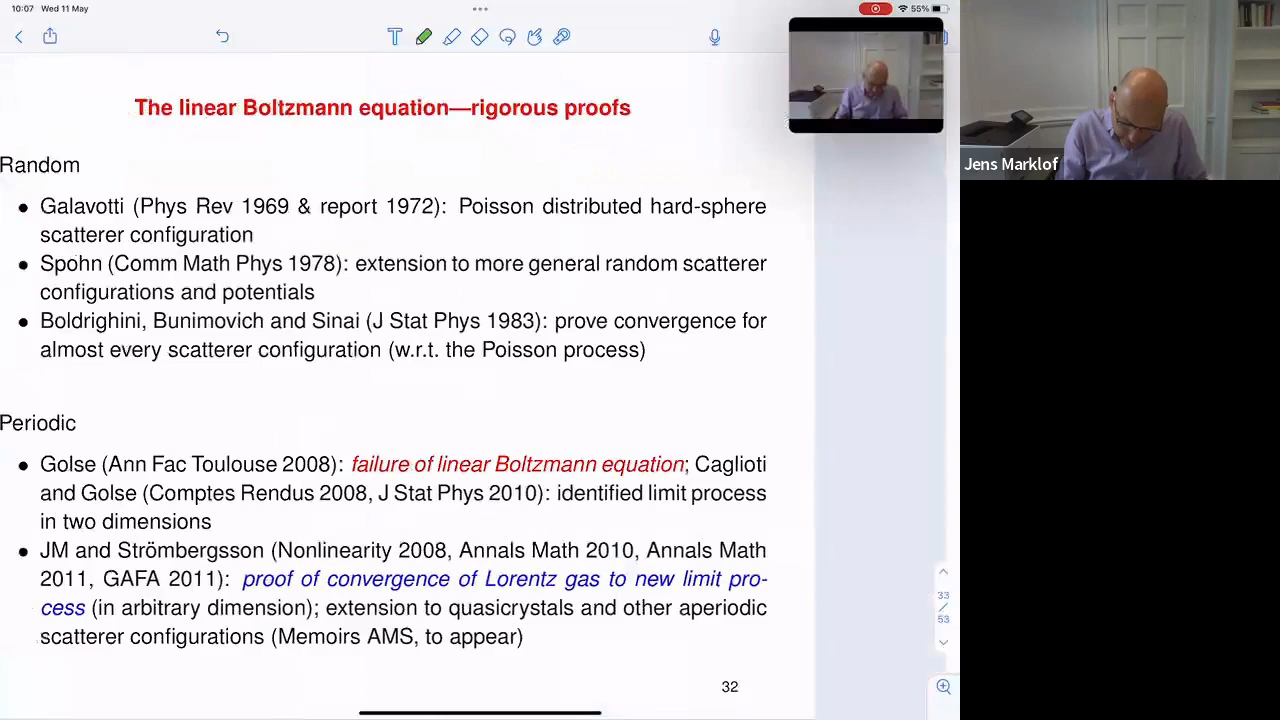 10:07 Wed 11 May
55%
The linear Boltzmann equation—rigorous proofs
Random
• Galavotti (Phys Rev 1969 & report 1972): Poisson distributed hard-sphere
scatterer configuration
• Spohn (Comm Math Phys 1978): extension to more general random scatterer
configurations and potentials
• Boldrighini, Bunimovich and Sinai (J Stat Phys 1983): prove convergence for
almost every scatterer configuration (w.r.t. the Poisson process)
Periodic
• Golse (Ann Fac Toulouse 2008): failure of linear Boltzmann equation; Caglioti
and Golse (Comptes Rendus 2008, J Stat Phys 2010): identified limit process
in two dimensions
• JM and Strömbergsson (Nonlinearity 2008, Annals Math 2010, Annals Math
2011, GAFA 2011): proof of convergence of Lorentz gas to new limit pro-
cess (in arbitrary dimension); extension to quasicrystals and other aperiodic
scatterer configurations (Memoirs AMS, to appear)
32
33
/
53
Jens Marklof